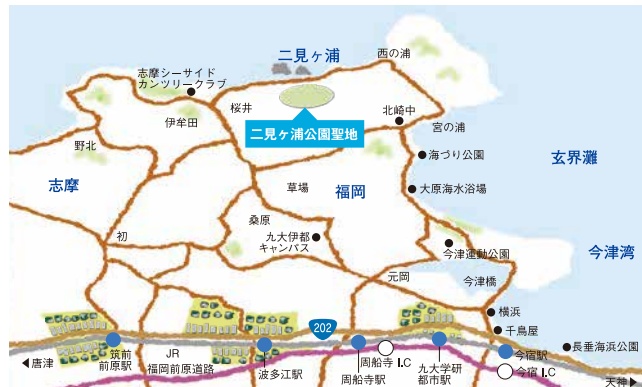 二見ヶ浦
西の浦
志摩シーサイド
カンツリークラブ
桜井
北崎中
伊牟田
二見ヶ浦公園聖地
宮の浦
野北
海づり公園
玄界灘
志摩
草場
福岡
大原海水浴場
桑原
初
九大伊都
キャンパス
今津運動公園
今津湾
元岡
今津橋
横浜
202
千鳥屋
筑前
前原駅
JR
福岡前原道路
波多江駅
周船寺 I.C
周船寺駅
九大学研
都市駅
今宿駅
長垂海浜公園
唐津
今宿 I.C
天神